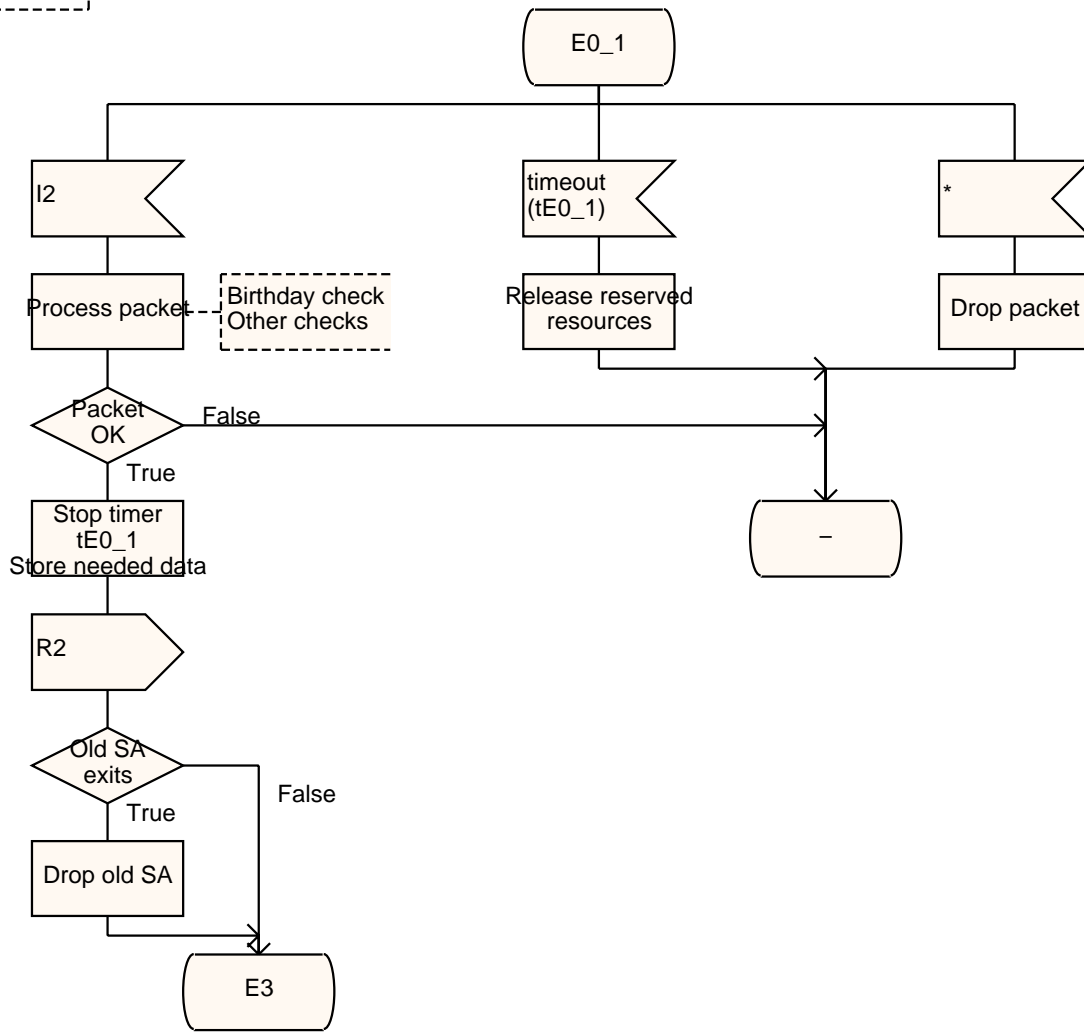 E0_1
I2
timeout
(tE0_1)
*
Process packet
Birthday check
Other checks
Release reserved
resources
Drop packet
Packet
OK
False
True
Stop timer
tE0_1
Store needed data
–
R2
Old SA
exits
False
True
Drop old SA
E3